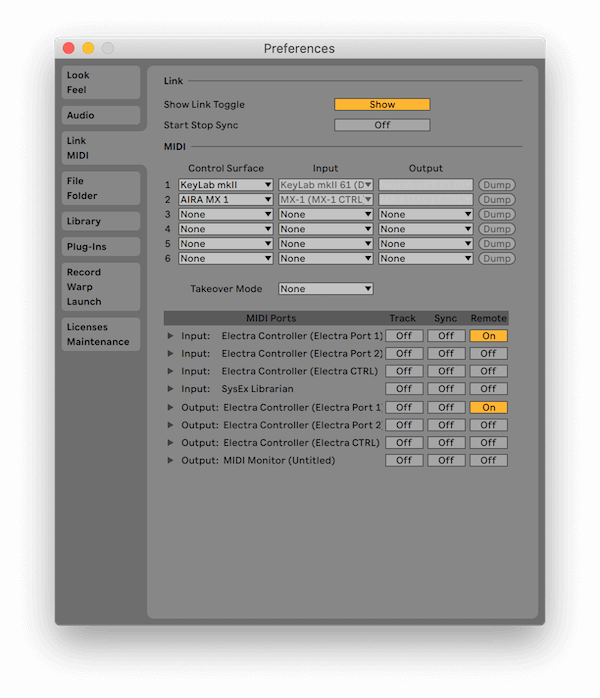 Preferences
Look
Feel
Audio
Link
MIDI
File
Folder
Library
Plug-Ins
Record
Warp
Launch
Licenses
Maintenance
Link
Show Link Toggle Show
Start Stop Sync Off
MIDI
Control Surface Input Output
1 KeyLab mkII KeyLab mkII 61 (D Dump
2 AIRA MX 1 MX-1 (MX-1 CTRL Dump
3 None None None Dump
4 None None None Dump
5 None None None Dump
6 None None None Dump
Takeover Mode None
MIDI Ports Track Sync Remote
Input: Electra Controller (Electra Port 1) Off Off On
Input: Electra Controller (Electra Port 2) Off Off Off
Input: Electra Controller (Electra CTRL) Off Off Off
Input: SysEx Librarian Off Off Off
Output: Electra Controller (Electra Port 1 Off Off On
Output: Electra Controller (Electra Port 2 Off Off Off
Output: Electra Controller (Electra CTRL) Off Off Off
Output: MIDI Monitor (Untitled) Off Off Off